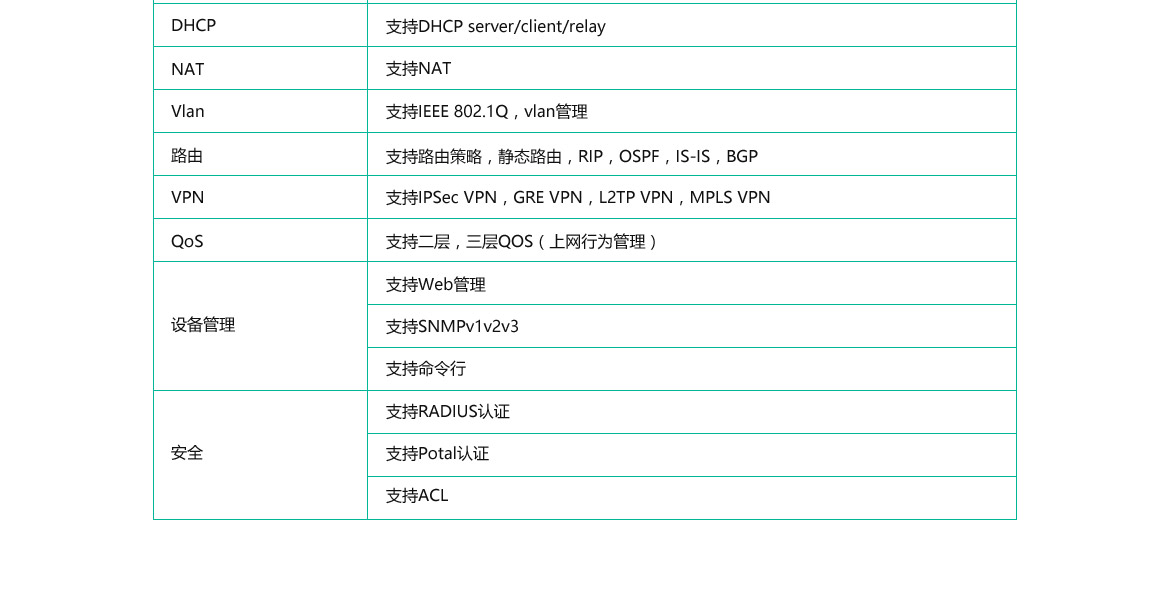 DHCP
支持DHCP server/client/relay
NAT
支持NAT
Vlan
支持IEEE 802.1Q，vlan管理
路由
支持路由策略，静态路由，RIP，OSPF，IS-IS，BGP
VPN
支持IPSec VPN，GRE VPN，L2TP VPN，MPLS VPN
QoS
支持二层，三层QOS（上网行为管理）
设备管理
支持Web管理
支持SNMPv1v2v3
支持命令行
安全
支持RADIUS认证
支持Potal认证
支持ACL